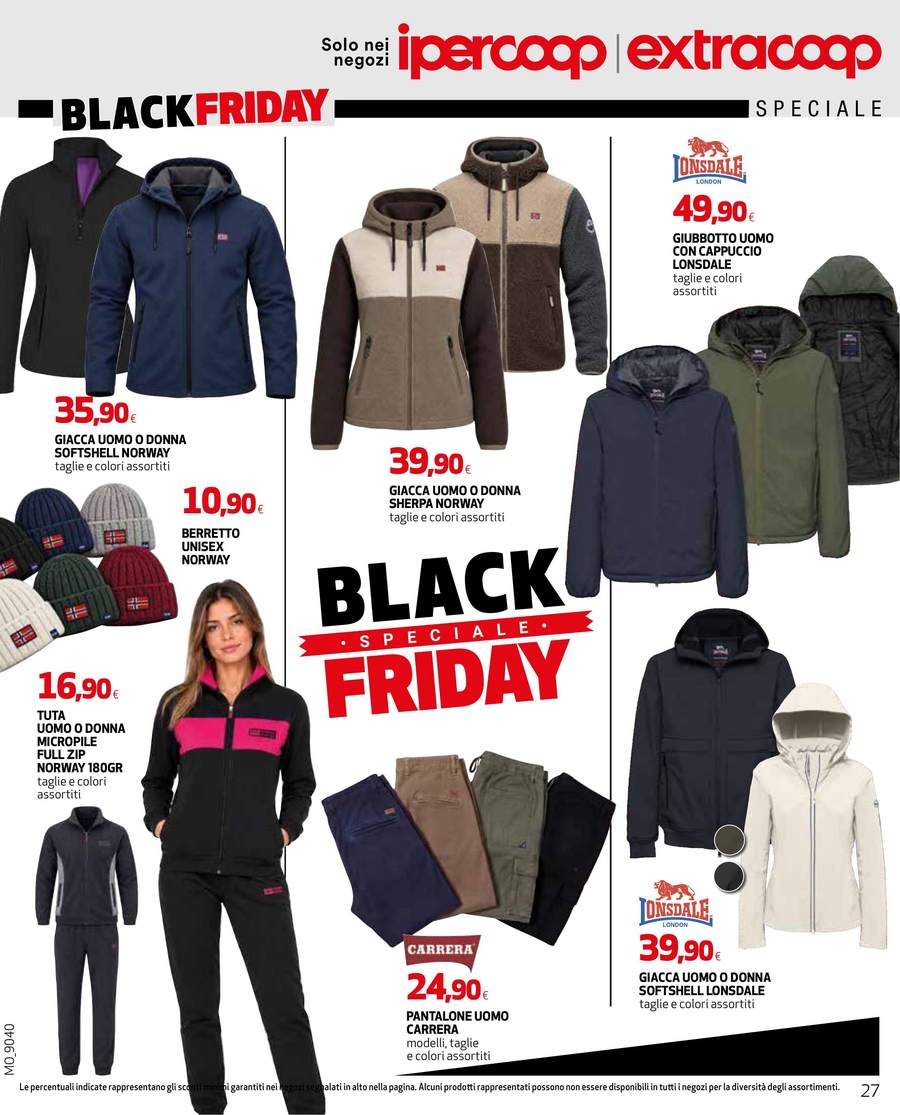 Solo nei
negozi
ipercoop | extracoop
BLACK FRIDAY
SPECIALE
35,90€
GIACCA UOMO O DONNA
SOFTSHELL NORWAY
taglie e colori assortiti
10,90€
BERRETTO
UNISEX
NORWAY
16,90€
TUTA
UOMO O DONNA
MICROPILE
FULL ZIP
NORWAY 180GR
taglie e colori
assortiti
39,90€
GIACCA UOMO O DONNA
SHERPA NORWAY
taglie e colori assortiti
BLACK
• SPECIALE •
FRIDAY
CARRERA
24,90€
PANTALONE UOMO
CARRERA
modelli, taglie
e colori assortiti
LONSDALE
LONDON
49,90€
GIUBBOTTO UOMO
CON CAPPUCCIO
LONSDALE
taglie e colori
assortiti
LONSDALE
LONDON
39,90€
GIACCA UOMO O DONNA
SOFTSHELL LONSDALE
taglie e colori assortiti
MO_9040
Le percentuali indicate rappresentano gli sconti minimi garantiti nei negozi segnalati in alto nella pagina. Alcuni prodotti rappresentati possono non essere disponibili in tutti i negozi per la diversità degli assortimenti.
27